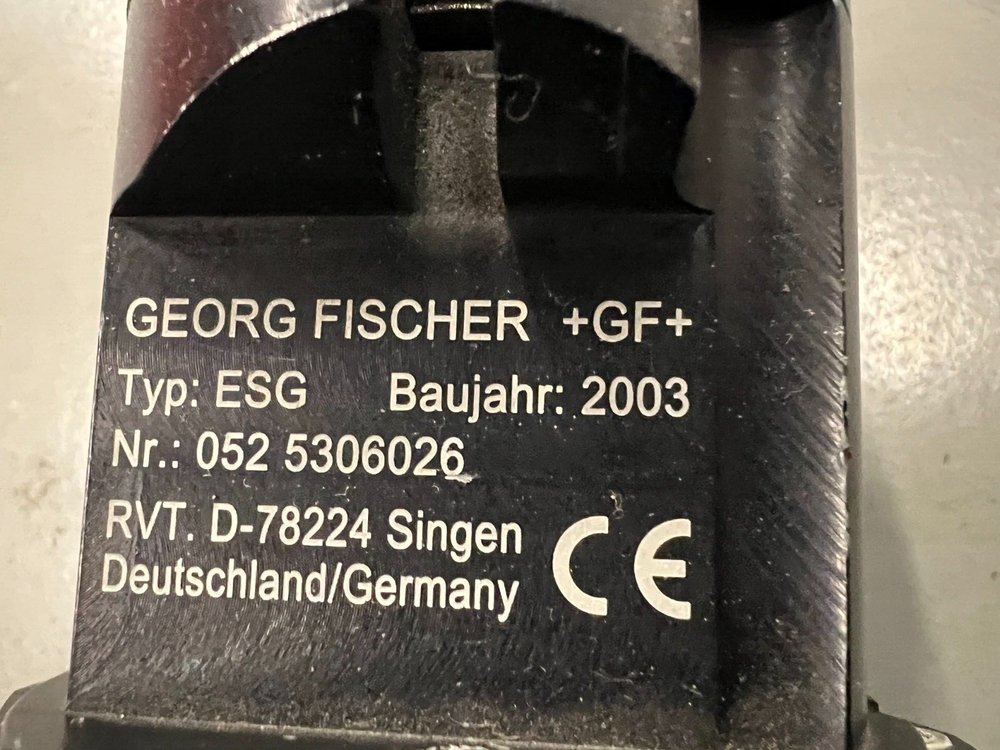 GEORG FISCHER +GF+
Typ: ESG Baujahr: 2003
Nr.: 052 5306026
RVT. D-78224 Singen
Deutschland/Germany
CE